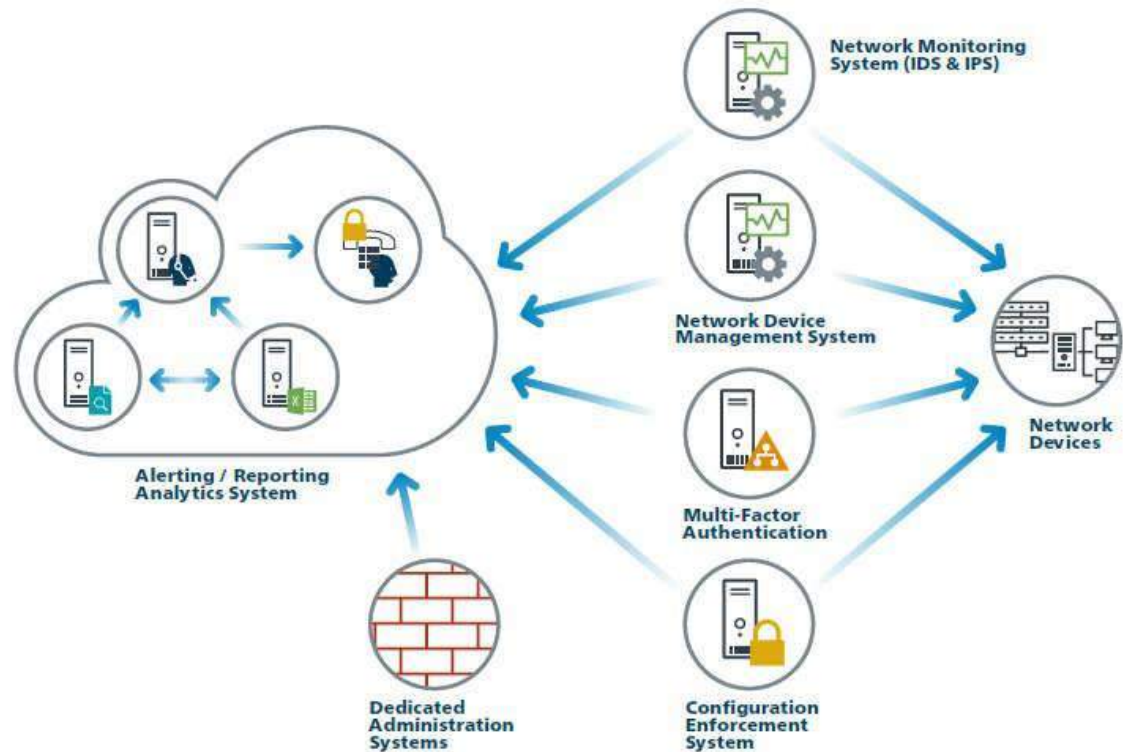 Network Monitoring
System (IDS & IPS)
Network Device
Management System
Network
Devices
Alerting / Reporting
Analytics System
Multi-Factor
Authentication
Dedicated
Administration
Systems
Configuration
Enforcement
System
X